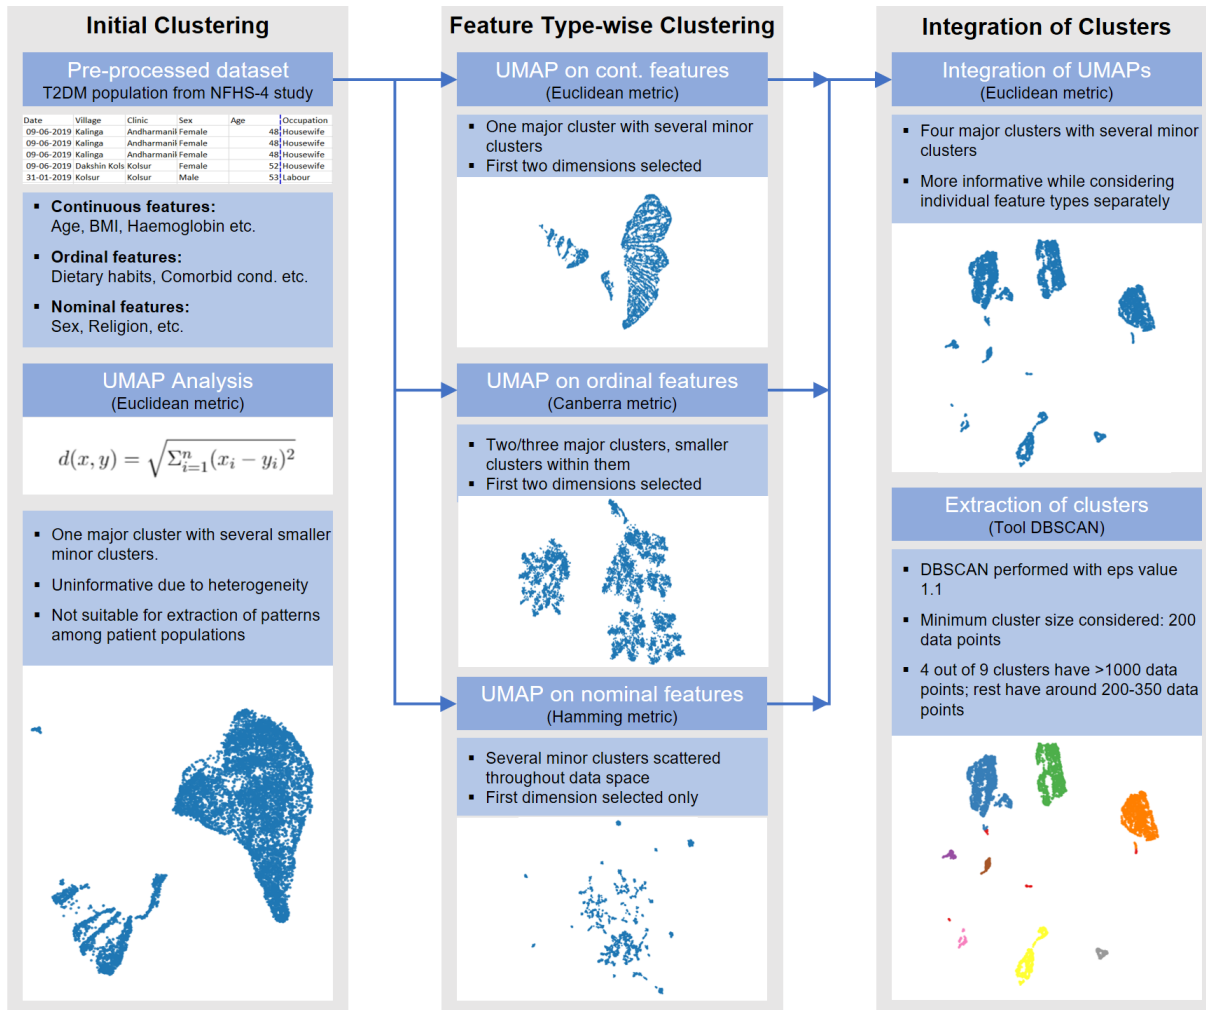 Initial Clustering
Pre-processed dataset
T2DM population from NFHS-4 study
Date Village Clinic Sex Age Occupation
09-06-2019 Kalinga Andharmanil Female 48 Housewife
09-06-2019 Kalinga Andharmanil Female 48 Housewife
09-06-2019 Kalinga Andharmanil Female 48 Housewife
09-06-2019 Dakshin Kols Kolsur Female 52 Housewife
31-01-2019 Kolsur Kolsur Male 53 Labour
▪ Continuous features:
Age, BMI, Haemoglobin etc.
▪ Ordinal features:
Dietary habits, Comorbid cond. etc.
▪ Nominal features:
Sex, Religion, etc.
UMAP Analysis
(Euclidean metric)
d(x, y) = √Σⁿᵢ₌₁(xᵢ − yᵢ)²
▪ One major cluster with several smaller
minor clusters.
▪ Uninformative due to heterogeneity
▪ Not suitable for extraction of patterns
among patient populations
Feature Type-wise Clustering
UMAP on cont. features
(Euclidean metric)
▪ One major cluster with several minor
clusters
▪ First two dimensions selected
UMAP on ordinal features
(Canberra metric)
▪ Two/three major clusters, smaller
clusters within them
▪ First two dimensions selected
UMAP on nominal features
(Hamming metric)
▪ Several minor clusters scattered
throughout data space
▪ First dimension selected only
Integration of Clusters
Integration of UMAPs
(Euclidean metric)
▪ Four major clusters with several minor
clusters
▪ More informative while considering
individual feature types separately
Extraction of clusters
(Tool DBSCAN)
▪ DBSCAN performed with eps value
1.1
▪ Minimum cluster size considered: 200
data points
▪ 4 out of 9 clusters have >1000 data
points; rest have around 200-350 data
points